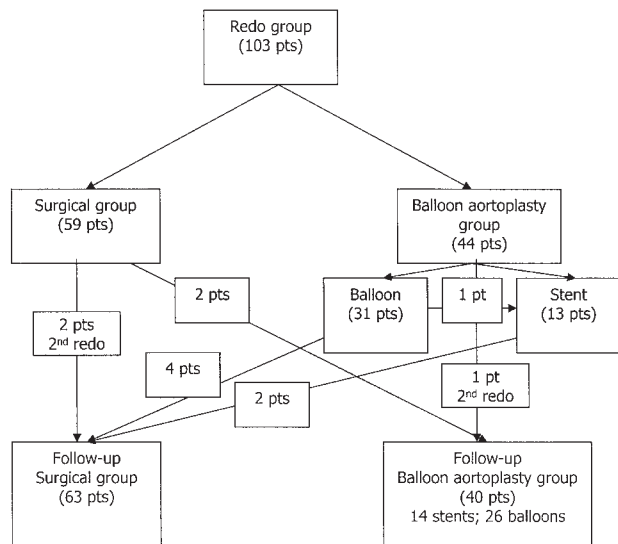 Redo group
(103 pts)
Surgical group
(59 pts)
Balloon aortoplasty
group
(44 pts)
2 pts
Balloon
(31 pts)
1 pt
Stent
(13 pts)
2 pts
2nd redo
4 pts
2 pts
1 pt
2nd redo
Follow-up
Surgical group
(63 pts)
Follow-up
Balloon aortoplasty group
(40 pts)
14 stents; 26 balloons